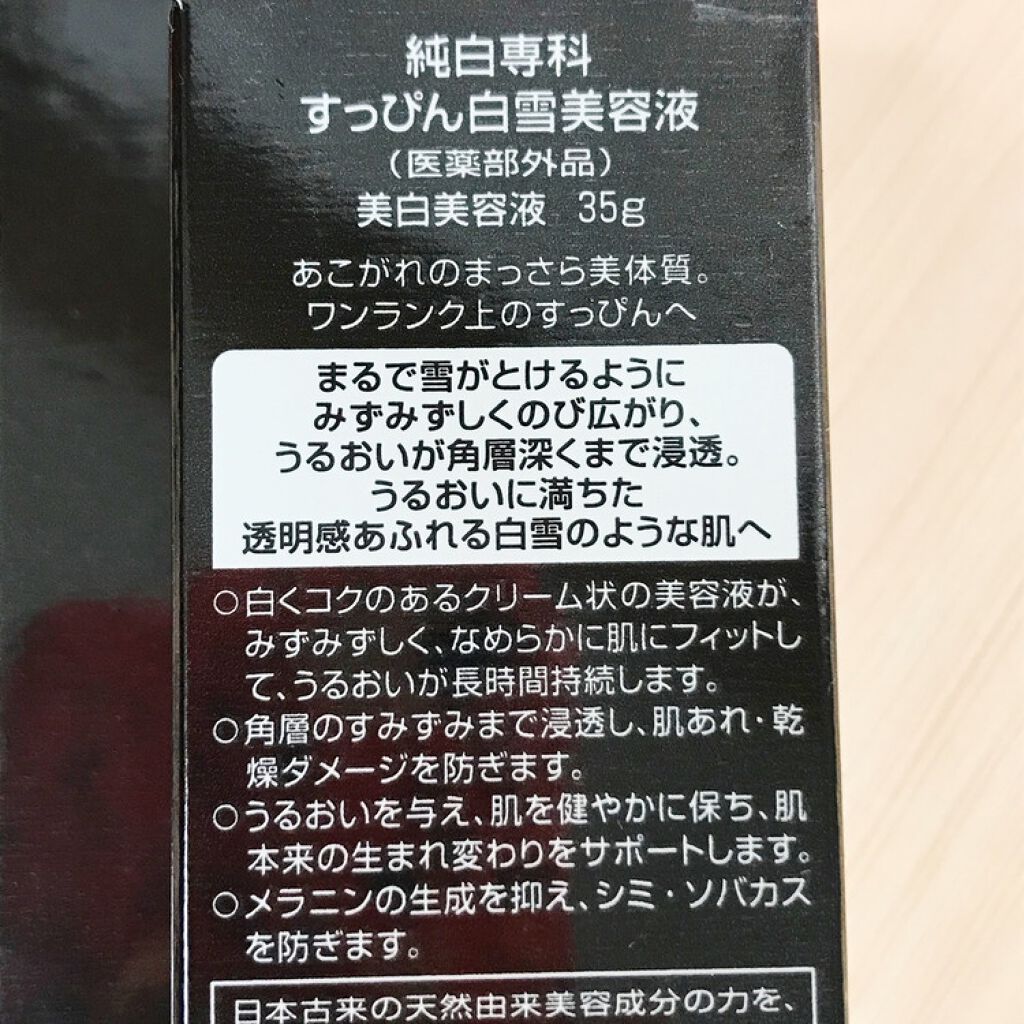 純白専科
すっぴん白雪美容液
（医薬部外品）
美白美容液 35g
あこがれのまっさら美体質。
ワンランク上のすっぴんへ
まるで雪がとけるように
みずみずしくのび広がり、
うるおいが角層深くまで浸透。
うるおいに満ちた
透明感あふれる白雪のような肌へ
○白くコクのあるクリーム状の美容液が、
みずみずしく、なめらかに肌にフィットし
て、うるおいが長時間持続します。
○角層のすみずみまで浸透し、肌あれ・乾
燥ダメージを防ぎます。
○うるおいを与え、肌を健やかに保ち、肌
本来の生まれ変わりをサポートします。
○メラニンの生成を抑え、シミ・ソバカス
を防ぎます。
日本古来の天然由来美容成分の力を、